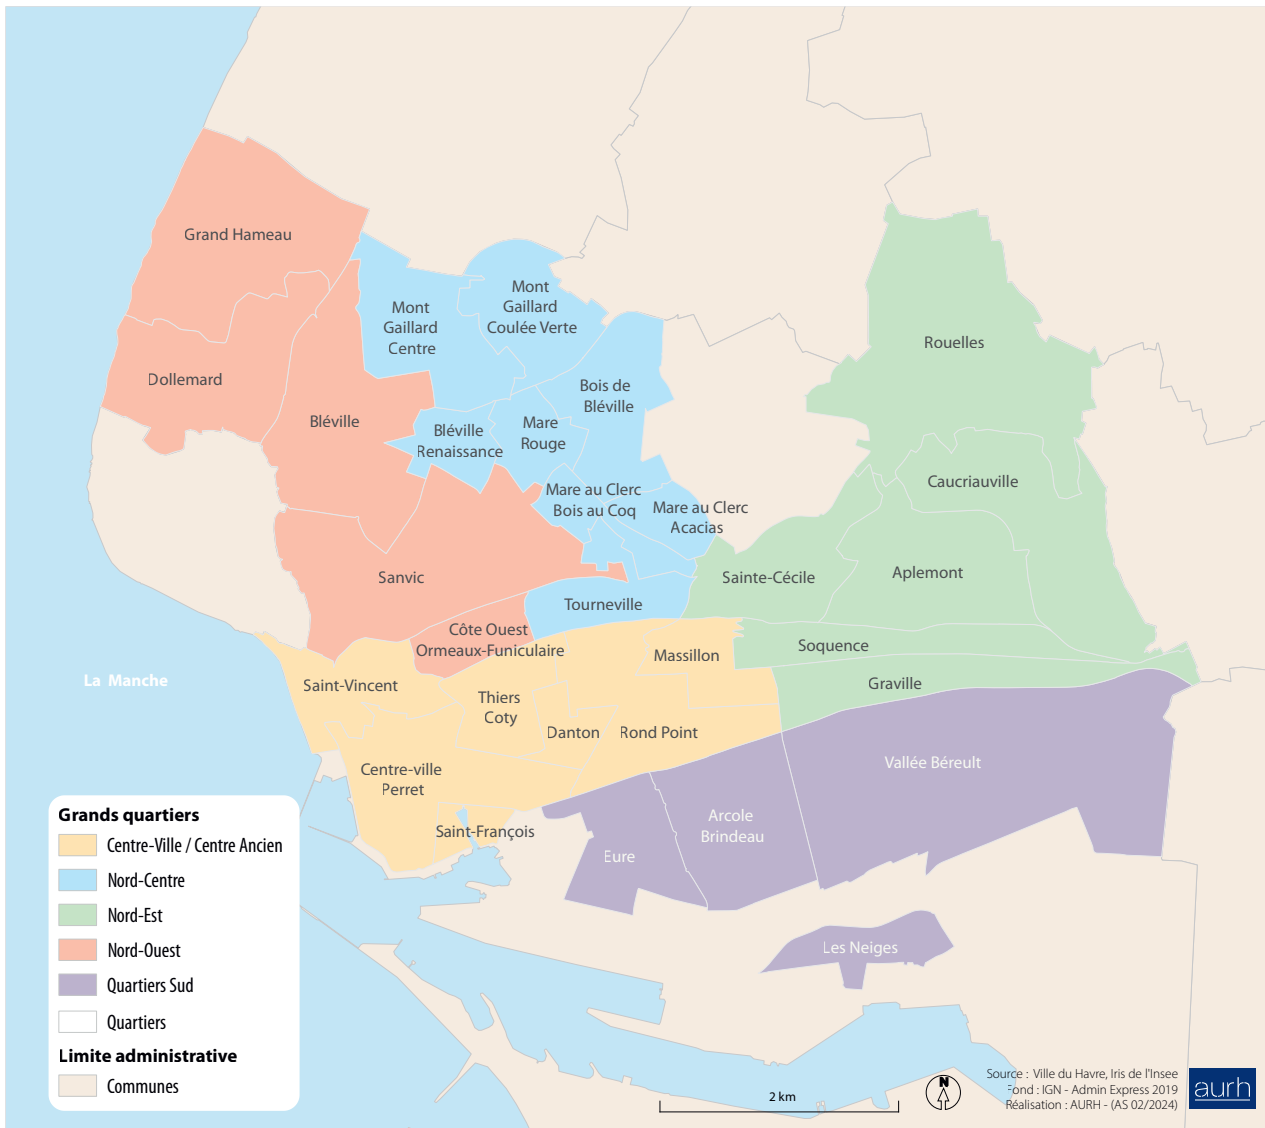 Grand Hameau
Mont
Gaillard
Coulée Verte
Mont
Gaillard
Centre
Rouelles
Dollemard
Bois de
Bléville
Bléville
Mare
Rouge
Bléville
Renaissance
Caucriauville
Mare au Clerc
Bois au Coq
Mare au Clerc
Acacias
Sanvic
Sainte-Cécile
Aplemont
Tourneville
Côte Ouest
Ormeaux-Funiculaire
Soquence
Massillon
La Manche
Saint-Vincent
Graville
Thiers
Coty
Danton
Rond Point
Vallée Béreult
Centre-ville
Perret
Arcole
Brindeau
Saint-François
Eure
Les Neiges
Grands quartiers
Centre-Ville / Centre Ancien
Nord-Centre
Nord-Est
Nord-Ouest
Quartiers Sud
Quartiers
Limite administrative
Communes
2 km
N
Source : Ville du Havre, Iris de l'Insee
Fond : IGN - Admin Express 2019
Réalisation : AURH - (AS 02/2024)
aurh